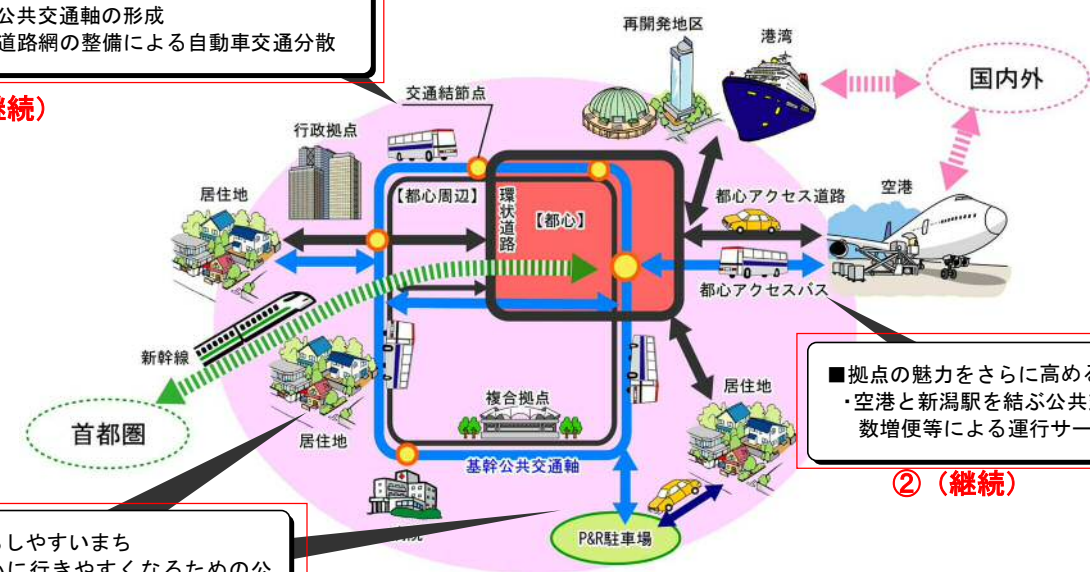 公共交通軸の形成
道路網の整備による自動車交通分散
続）
再開発地区
港湾
国内外
交通結節点
行政拠点
居住地
【都心周辺】
環状道路
【都心】
都心アクセス道路
空港
都心アクセスバス
新幹線
首都圏
居住地
複合拠点
基幹公共交通軸
居住地
P&R駐車場
■拠点の魅力をさらに高める
・空港と新潟駅を結ぶ公共
数増便等による運行サー
②（継続）
しやすいまち
に行きやすくなるための公